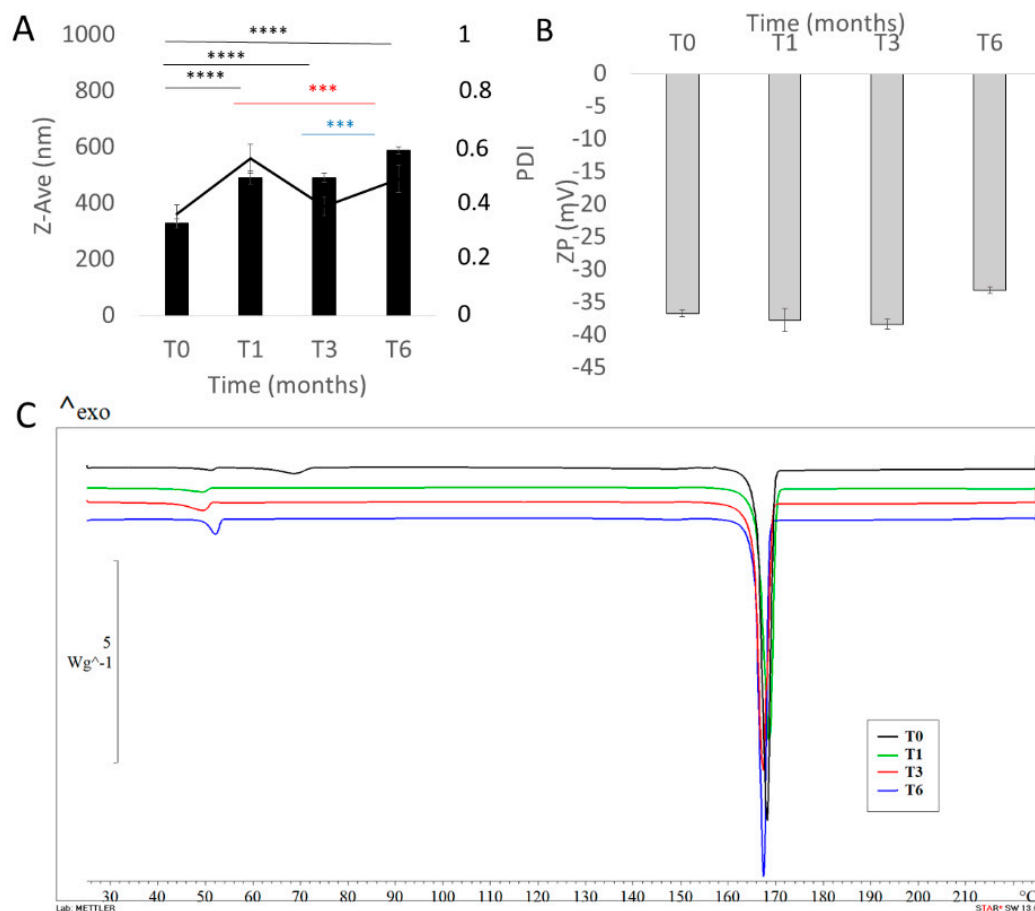 A
1000
800
600
400
200
0
Z-Ave (nm)
****
****
****
***
***
1
0.8
0.6
0.4
0.2
0
PDI
T0 T1 T3 T6
Time (months)
B
Time (months)
T0 T1 T3 T6
0
-5
-10
-15
-20
-25
-30
-35
-40
-45
ZP (mV)
C
^exo
5
Wg^-1
T0
T1
T3
T6
30 40 50 60 70 80 90 100 110 120 130 140 150 160 170 180 190 200 210 °C
Lab: METTLER